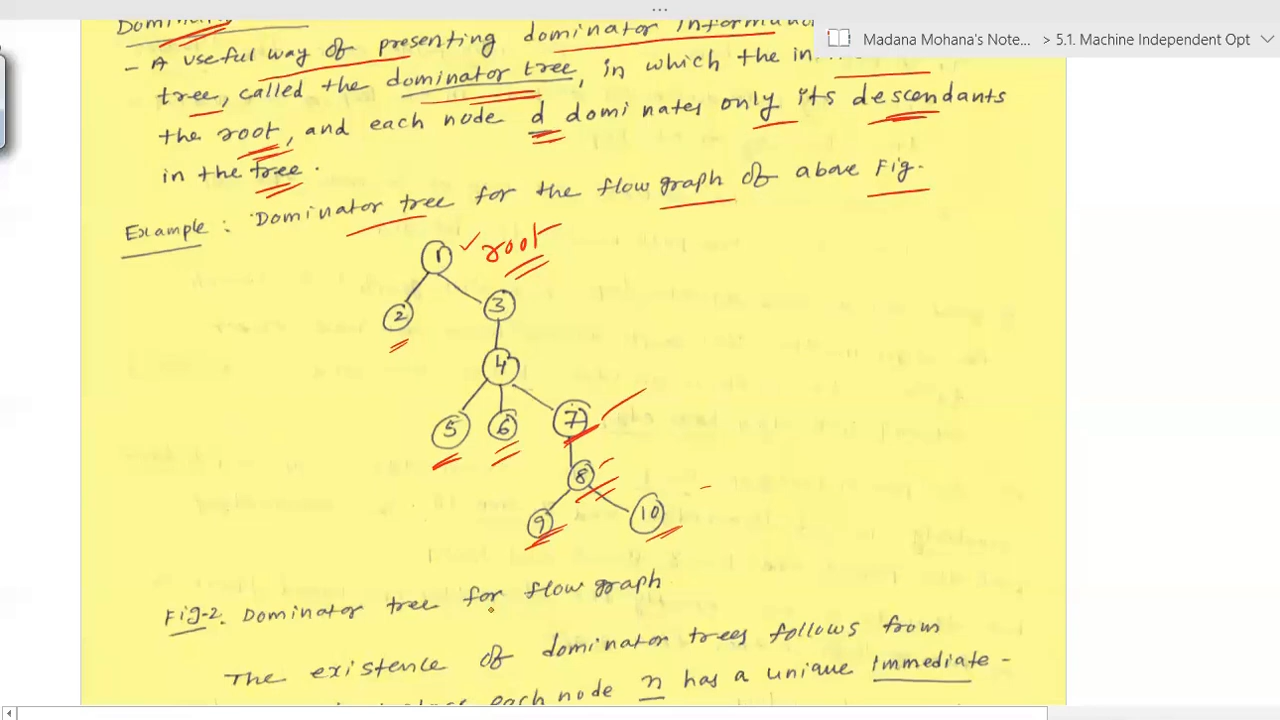 ...
Madana Mohana's Note... > 5.1. Machine Independent Opt
- A useful way of presenting dominator
tree, called the dominator tree, in which the
the root, and each node d dominates only its descendants
in the tree.
Example: Dominator tree for the flow graph of above Fig.
1 root
2 3
4
5 6 7
8
9 10
Fig-2. Dominator tree for flow graph
The existence of dominator trees follows from
each node n has a unique immediate -